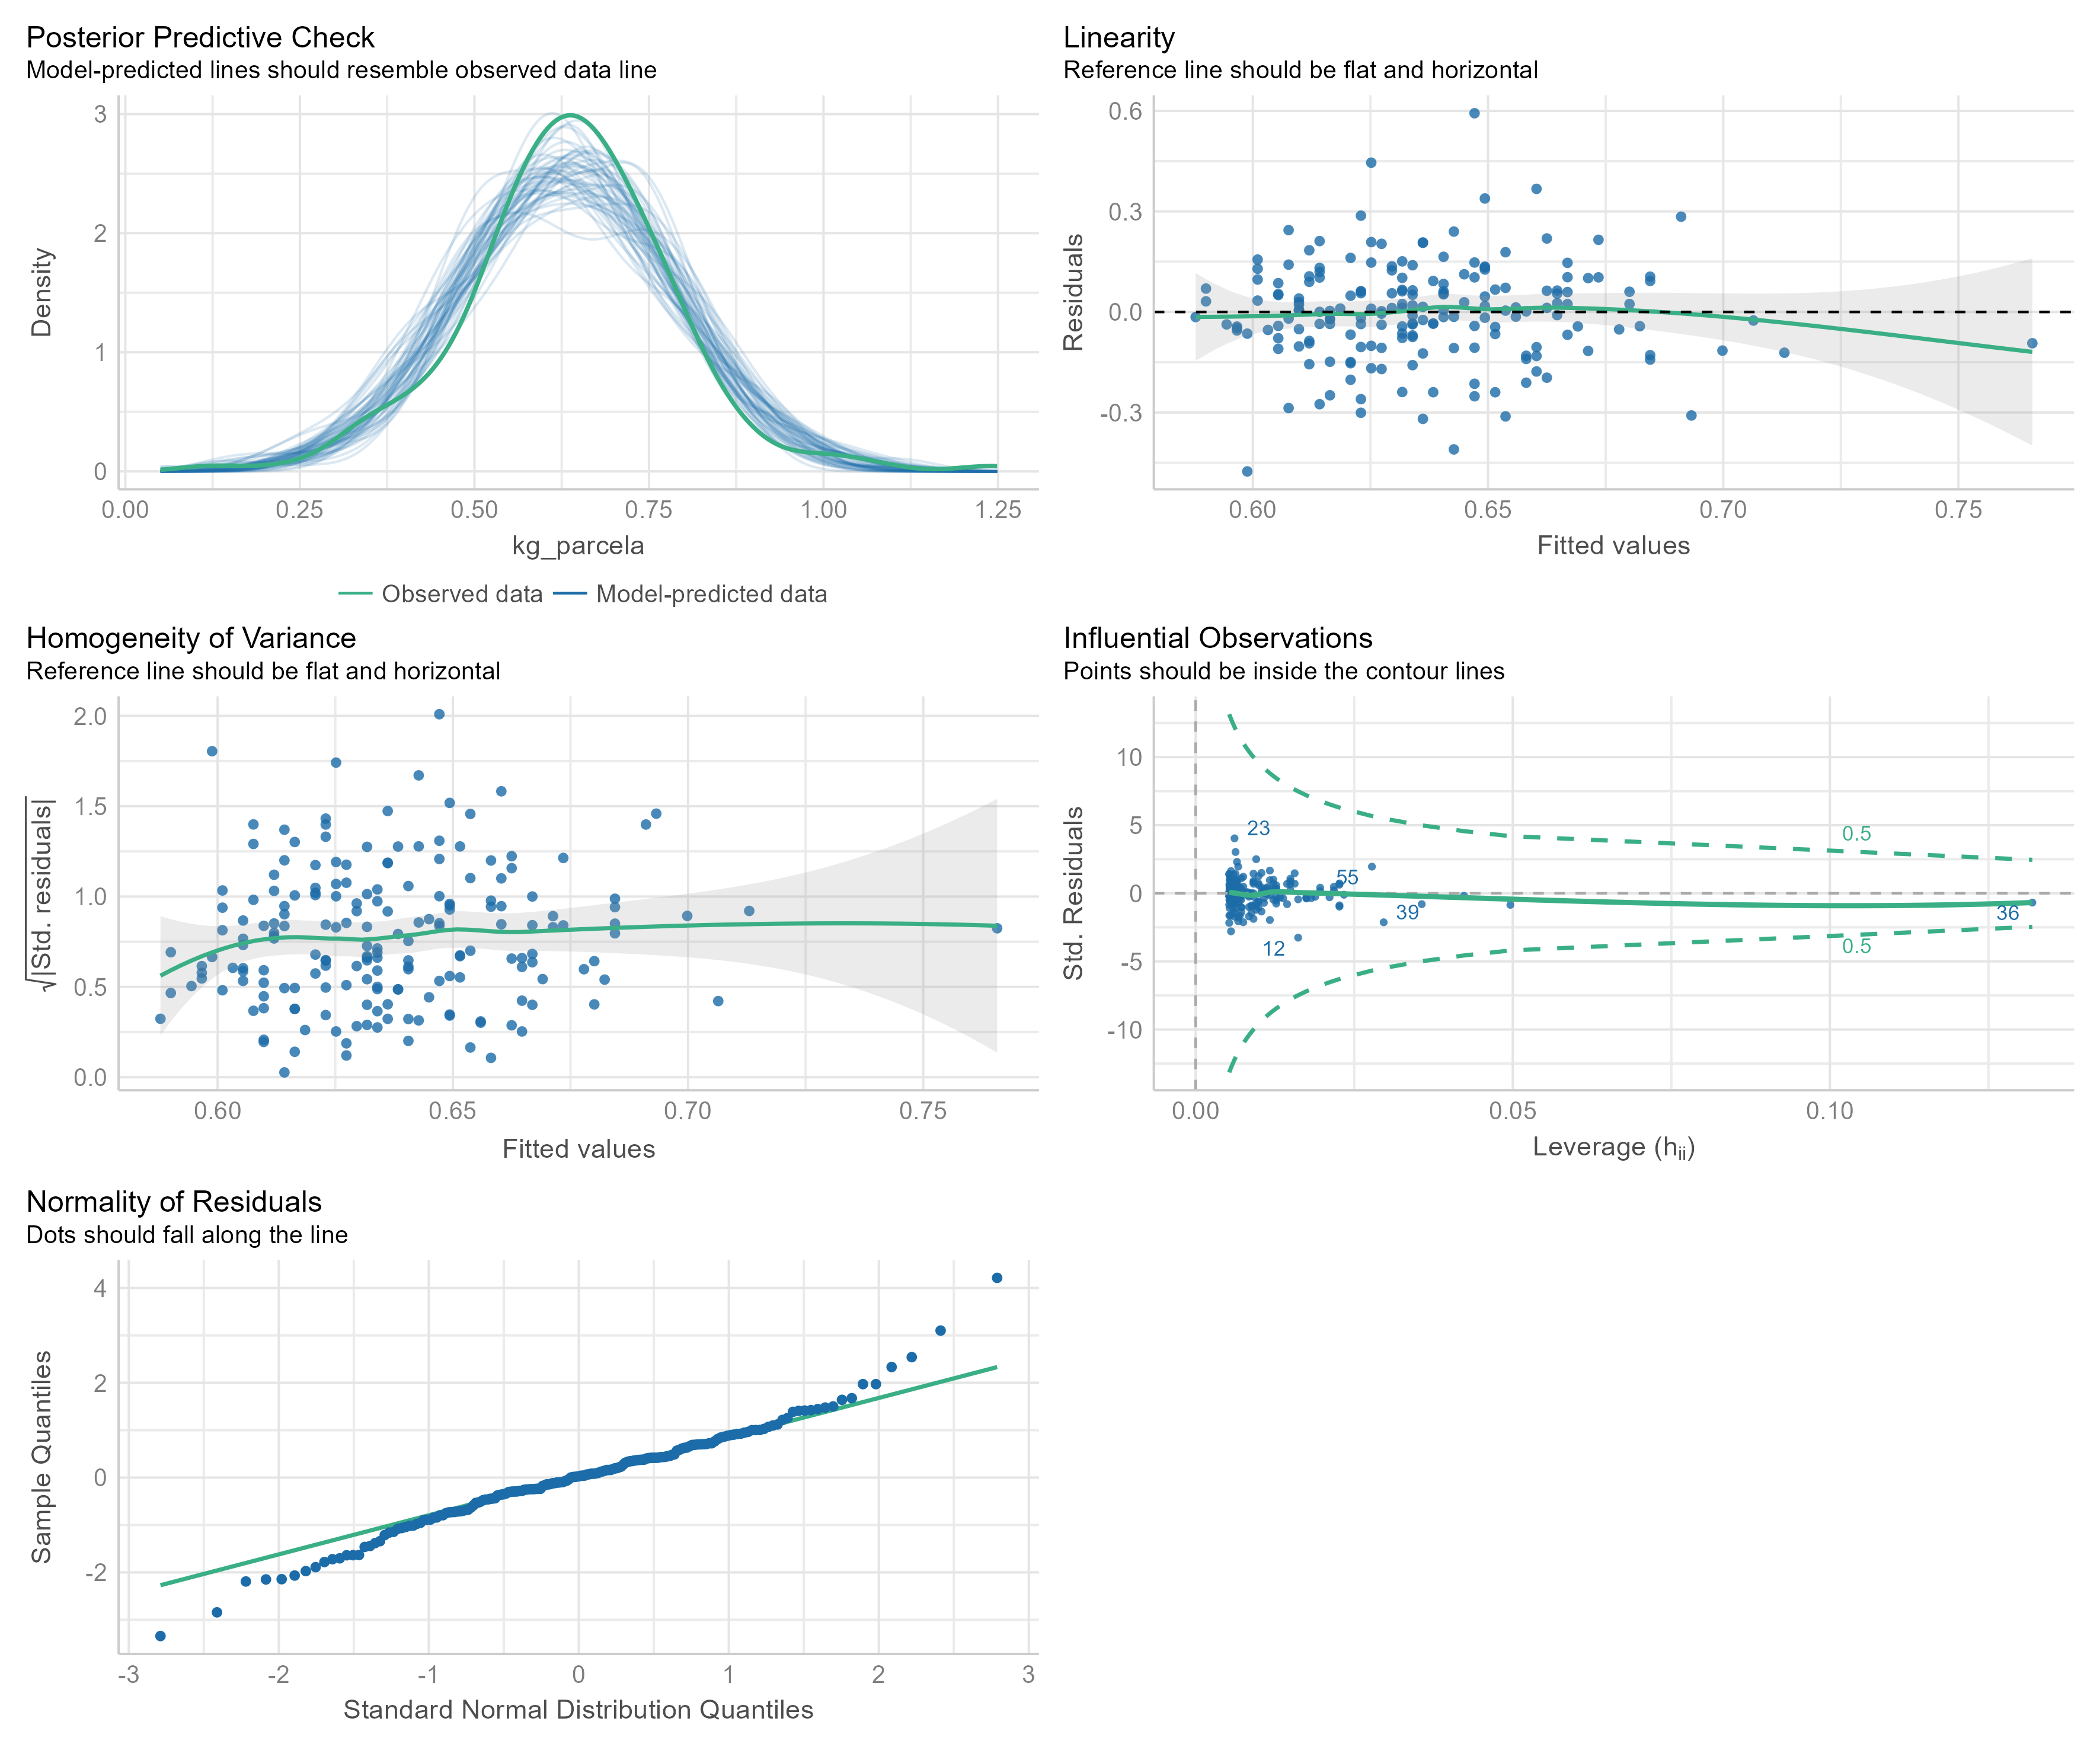 Posterior Predictive Check
Model-predicted lines should resemble observed data line
3
2
1
0
Density
0.00 0.25 0.50 0.75 1.00 1.25
kg_parcela
Observed data Model-predicted data
Linearity
Reference line should be flat and horizontal
0.6
0.3
0.0
-0.3
Residuals
0.60 0.65 0.70 0.75
Fitted values
Homogeneity of Variance
Reference line should be flat and horizontal
2.0
1.5
1.0
0.5
0.0
√|Std. residuals|
0.60 0.65 0.70 0.75
Fitted values
Influential Observations
Points should be inside the contour lines
10
5
0
-5
-10
Std. Residuals
23
0.5
55
39
36
12
0.5
0.00 0.05 0.10
Leverage (hii)
Normality of Residuals
Dots should fall along the line
4
2
0
-2
Sample Quantiles
-3 -2 -1 0 1 2 3
Standard Normal Distribution Quantiles